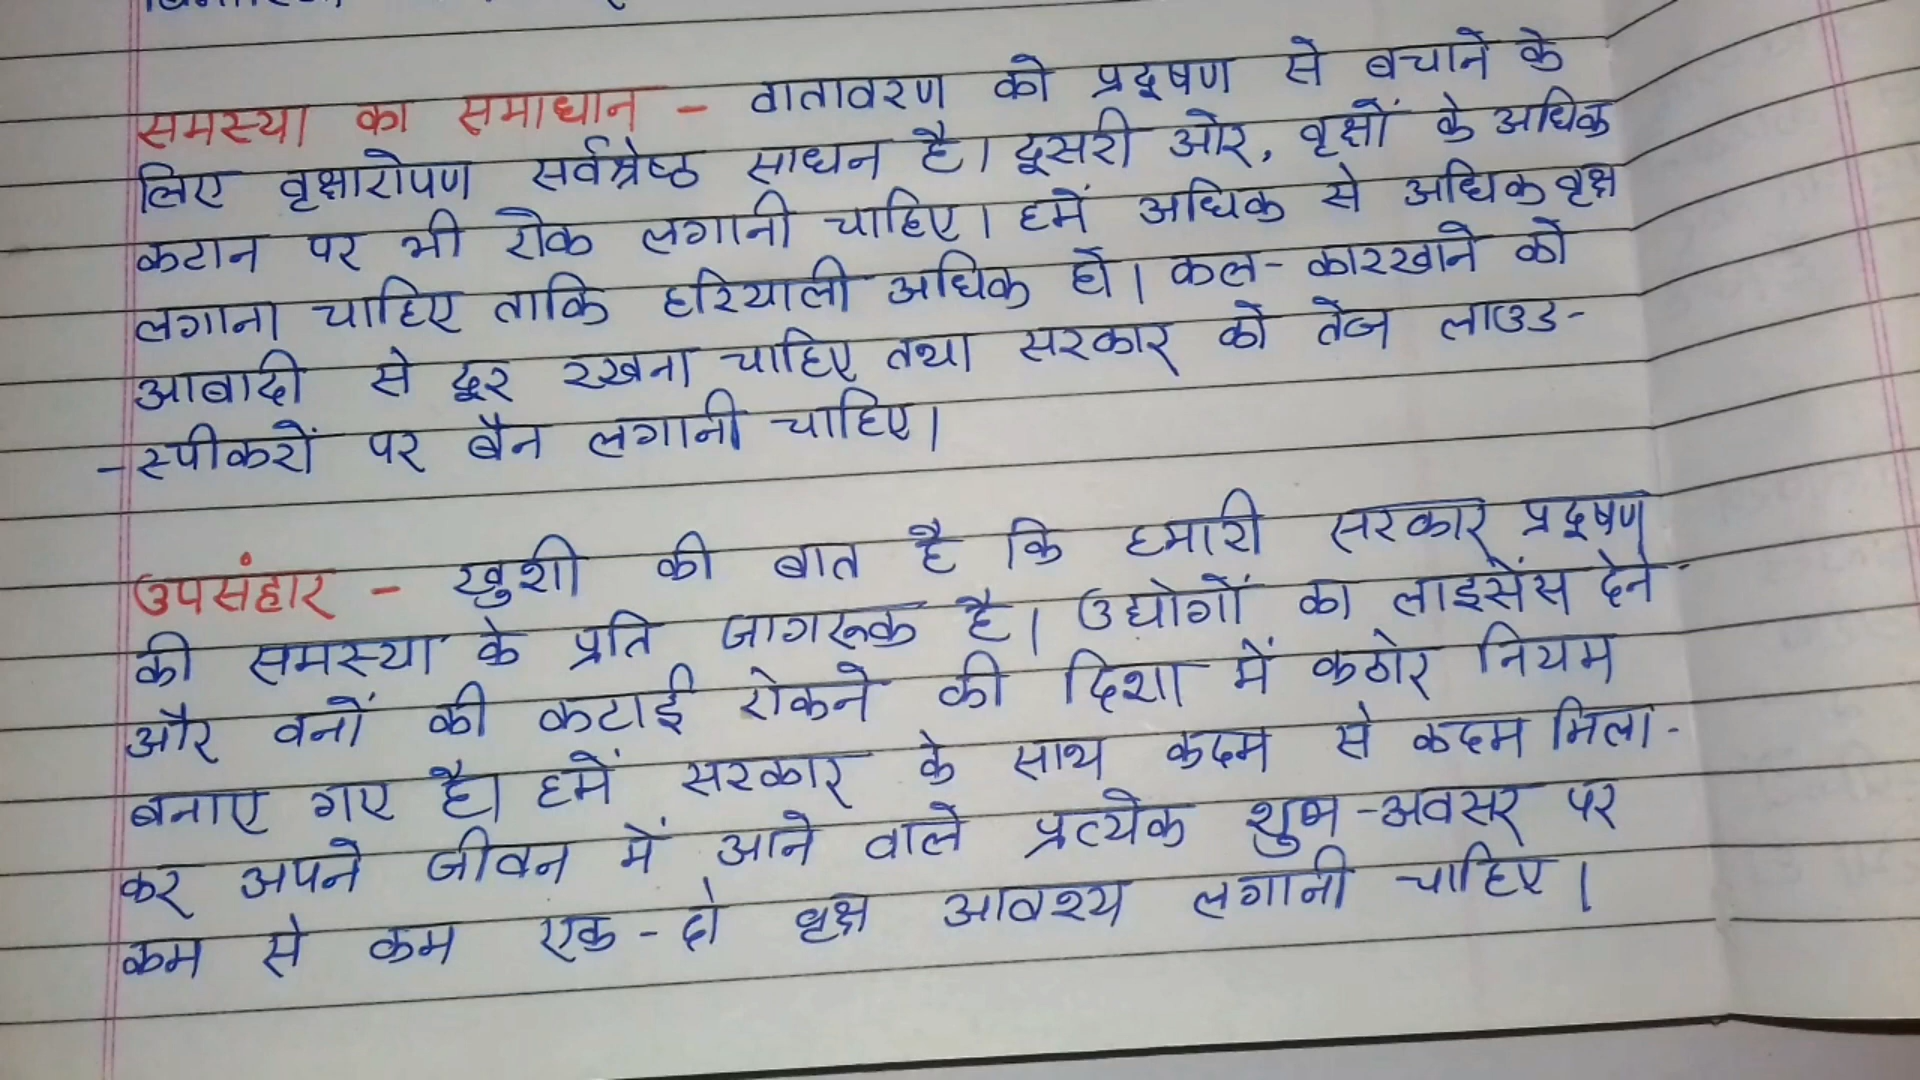 समस्या का समाधान - वातावरण को प्रदूषण से बचाने के
लिए वृक्षारोपण सर्वश्रेष्ठ साधन है। दूसरी ओर, वृक्षों के अधिक
कटान पर भी रोक लगानी चाहिए। हमें अधिक से अधिक वृक्ष
लगाना चाहिए ताकि हरियाली अधिक हो। कल-कारखाने को
आबादी से दूर रखना चाहिए तथा सरकार को तेज लाउड-
-स्पीकरों पर बैन लगानी चाहिए।
उपसंहार - खुशी की बात है कि हमारी सरकार प्रदूषण
की समस्या के प्रति जागरूक है। उद्योगों का लाइसेंस देने
और वनों की कटाई रोकने की दिशा में कठोर नियम
बनाए गए है। हमें सरकार के साथ कदम से कदम मिला-
कर अपने जीवन में आने वाले प्रत्येक शुभ-अवसर पर
कम से कम एक-दो वृक्ष आवश्य लगानी चाहिए।